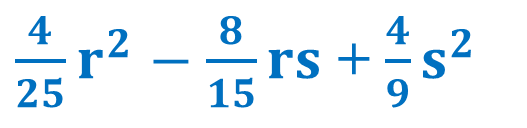 4/25 r² − 8/15 rs + 4/9 s²